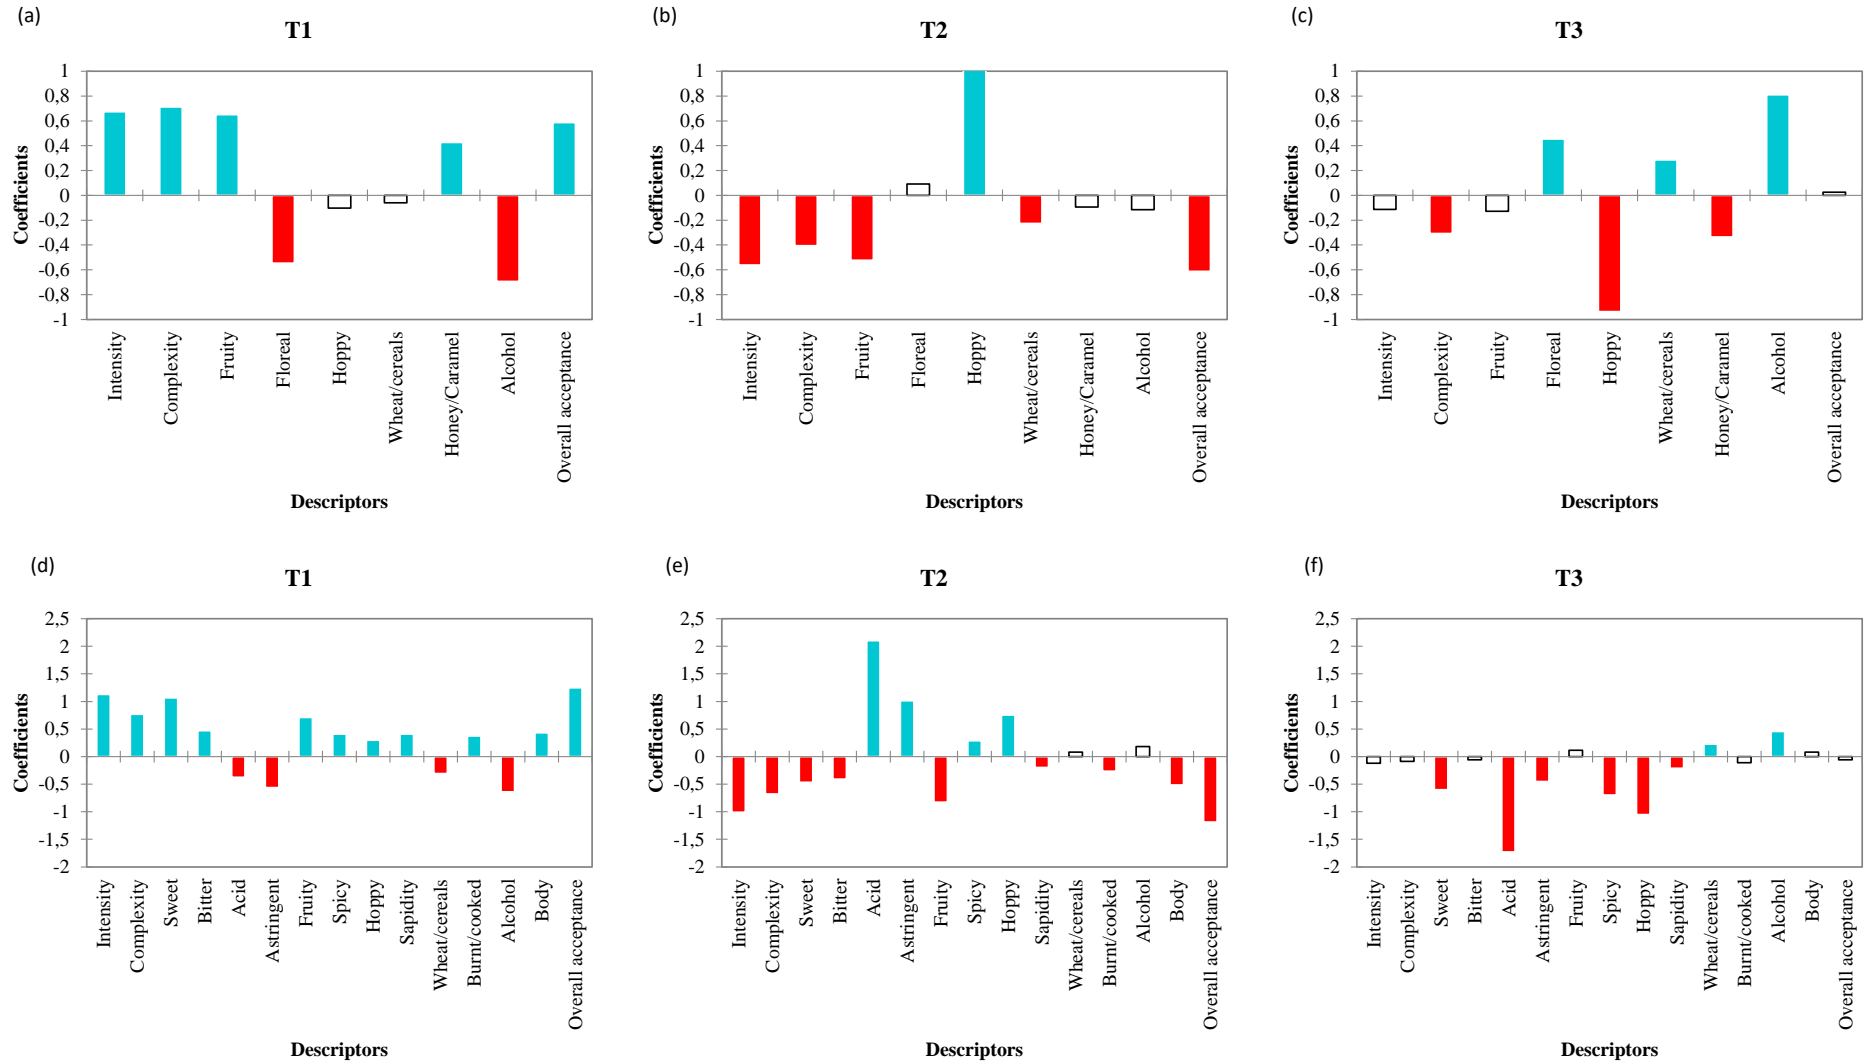 (a)
T1
1
0,8
0,6
0,4
0,2
0
-0,2
-0,4
-0,6
-0,8
-1
Coefficients
Intensity
Complexity
Fruity
Floreal
Hoppy
Wheat/cereals
Honey/Caramel
Alcohol
Overall acceptance
Descriptors
(b)
T2
1
0,8
0,6
0,4
0,2
0
-0,2
-0,4
-0,6
-0,8
-1
Coefficients
Intensity
Complexity
Fruity
Floreal
Hoppy
Wheat/cereals
Honey/Caramel
Alcohol
Overall acceptance
Descriptors
(c)
T3
1
0,8
0,6
0,4
0,2
0
-0,2
-0,4
-0,6
-0,8
-1
Coefficients
Intensity
Complexity
Fruity
Floreal
Hoppy
Wheat/cereals
Honey/Caramel
Alcohol
Overall acceptance
Descriptors
(d)
T1
2,5
2
1,5
1
0,5
0
-0,5
-1
-1,5
-2
Coefficients
Intensity
Complexity
Sweet
Bitter
Acid
Astringent
Fruity
Spicy
Hoppy
Sapidity
Wheat/cereals
Burnt/cooked
Alcohol
Body
Overall acceptance
Descriptors
(e)
T2
2,5
2
1,5
1
0,5
0
-0,5
-1
-1,5
-2
Coefficients
Intensity
Complexity
Sweet
Bitter
Acid
Astringent
Fruity
Spicy
Hoppy
Sapidity
Wheat/cereals
Burnt/cooked
Alcohol
Body
Overall acceptance
Descriptors
(f)
T3
2,5
2
1,5
1
0,5
0
-0,5
-1
-1,5
-2
Coefficients
Intensity
Complexity
Sweet
Bitter
Acid
Astringent
Fruity
Spicy
Hoppy
Sapidity
Wheat/cereals
Burnt/cooked
Alcohol
Body
Overall acceptance
Descriptors